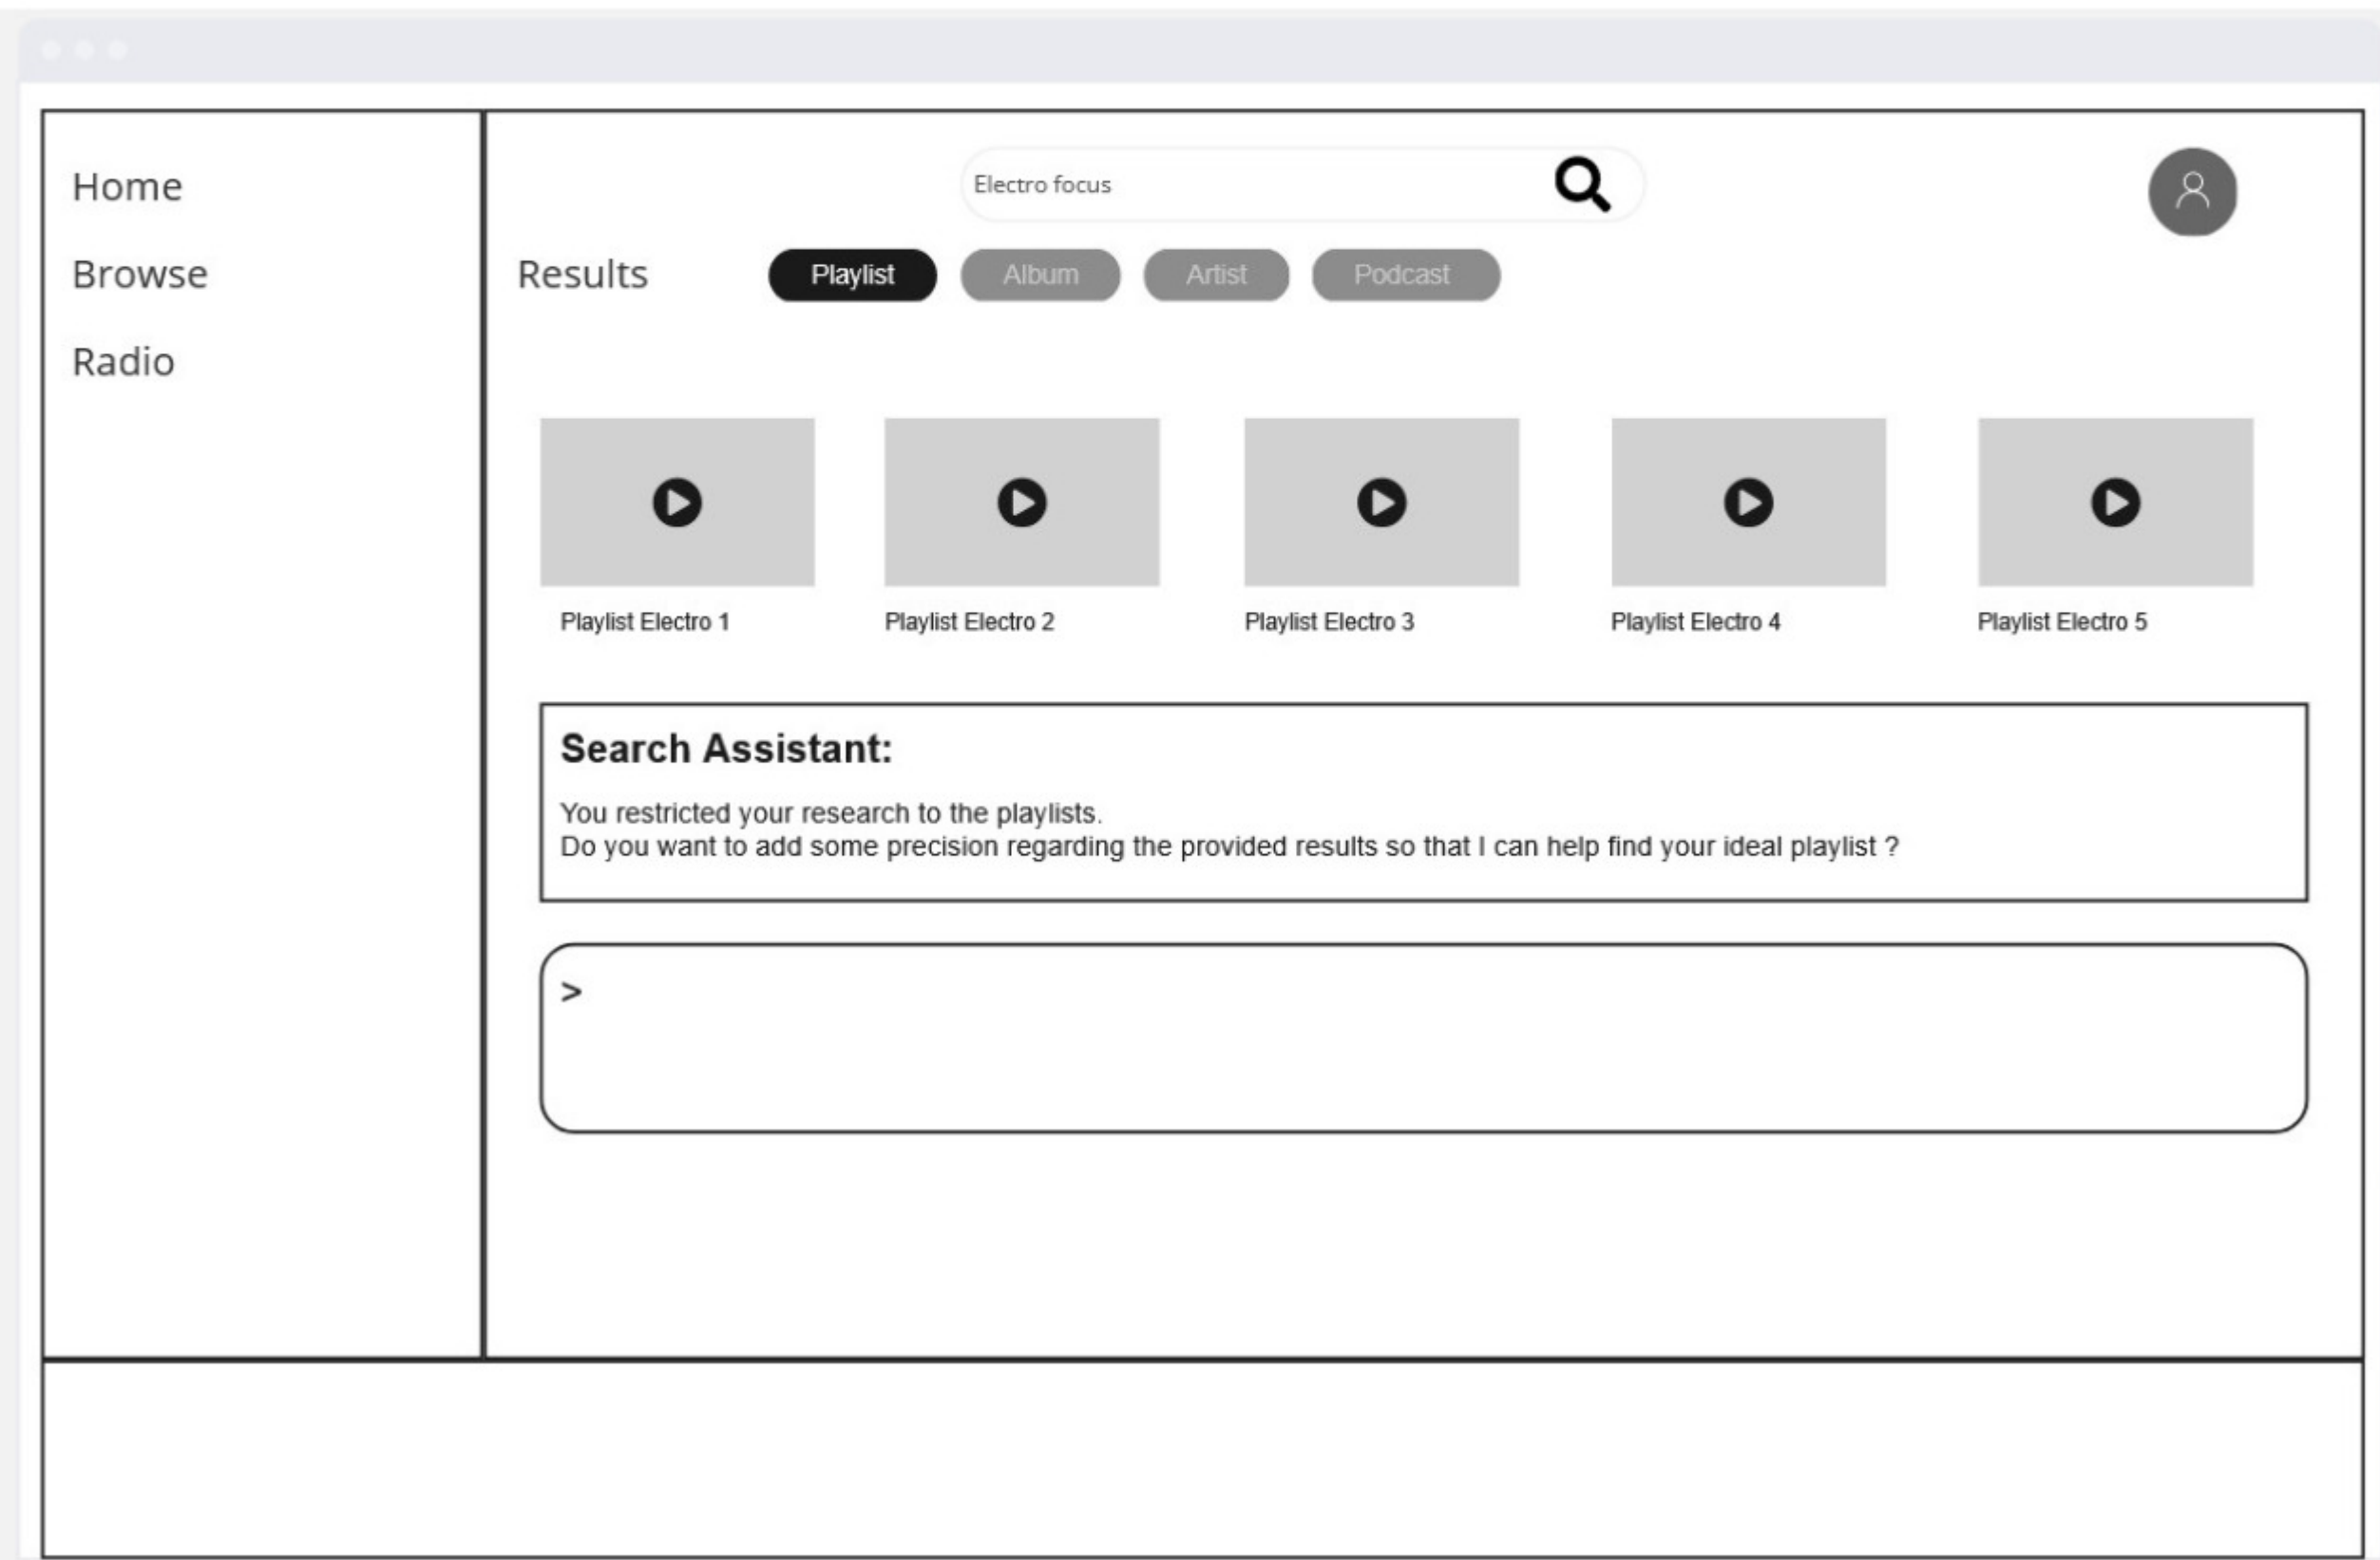 Home
Browse
Radio
Electro focus
Results
Playlist
Album
Artist
Podcast
Playlist Electro 1
Playlist Electro 2
Playlist Electro 3
Playlist Electro 4
Playlist Electro 5
Search Assistant:
You restricted your research to the playlists.
Do you want to add some precision regarding the provided results so that I can help find your ideal playlist ?
>